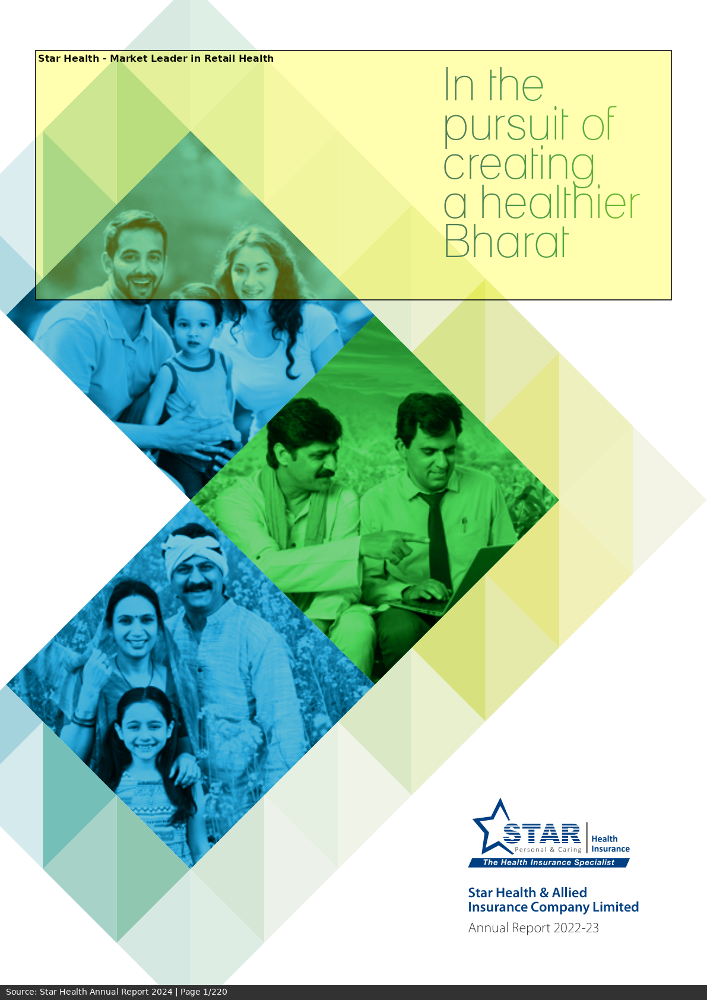 Star Health - Market Leader in Retail Health
In the
pursuit of
creating
a healthier
Bharat
STAR
Personal & Caring
Health
Insurance
The Health Insurance Specialist
Star Health & Allied
Insurance Company Limited
Annual Report 2022-23
Source: Star Health Annual Report 2024 | Page 1/220